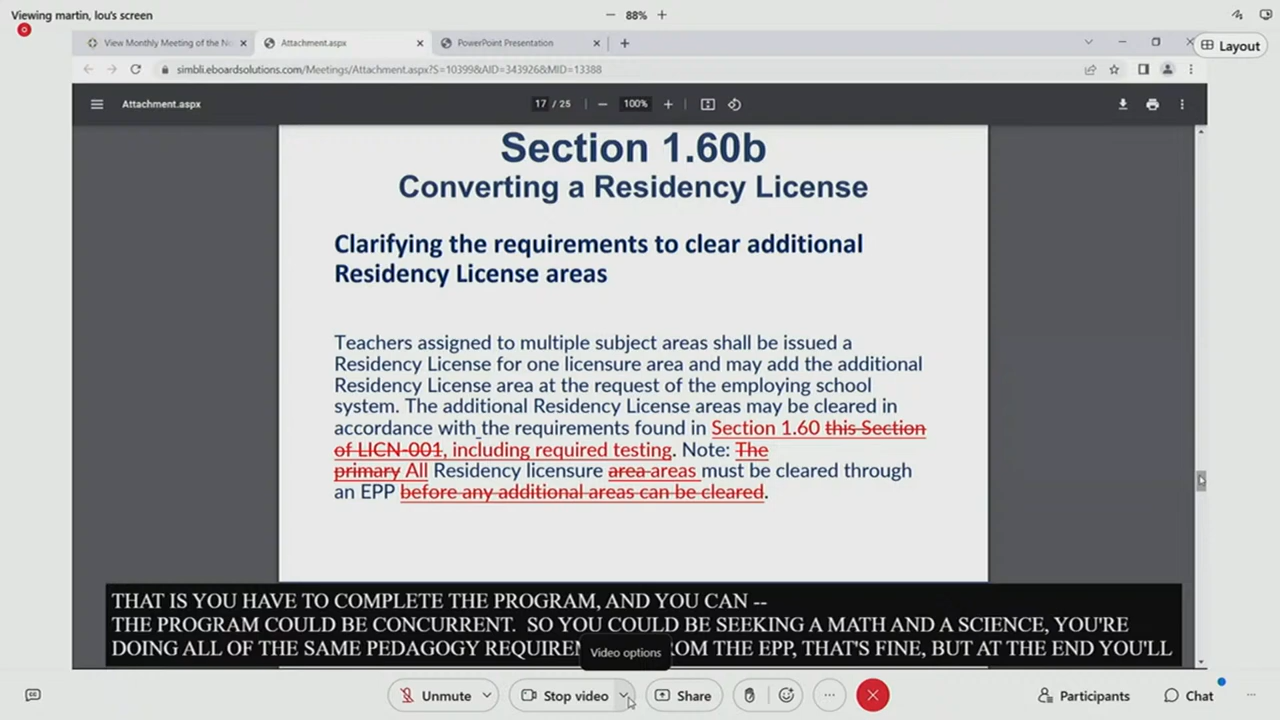 Viewing martin, lou's screen
88%
Layout
View Monthly Meeting of the No
Attachment.aspx
PowerPoint Presentation
simbli.eboardsolutions.com/Meetings/Attachment.aspx?S=10399&AID=343926&MID=13388
Attachment.aspx
17 / 25
100%
Section 1.60b
Converting a Residency License
Clarifying the requirements to clear additional
Residency License areas
Teachers assigned to multiple subject areas shall be issued a
Residency License for one licensure area and may add the additional
Residency License area at the request of the employing school
system. The additional Residency License areas may be cleared in
accordance with the requirements found in Section 1.60 this Section
of LICN-001, including required testing. Note: The
primary All Residency licensure area areas must be cleared through
an EPP before any additional areas can be cleared.
THAT IS YOU HAVE TO COMPLETE THE PROGRAM, AND YOU CAN --
THE PROGRAM COULD BE CONCURRENT. SO YOU COULD BE SEEKING A MATH AND A SCIENCE, YOU'RE
DOING ALL OF THE SAME PEDAGOGY REQUIREM ROM THE EPP, THAT'S FINE, BUT AT THE END YOU'LL
Video options
Unmute
Stop video
Share
Participants
Chat